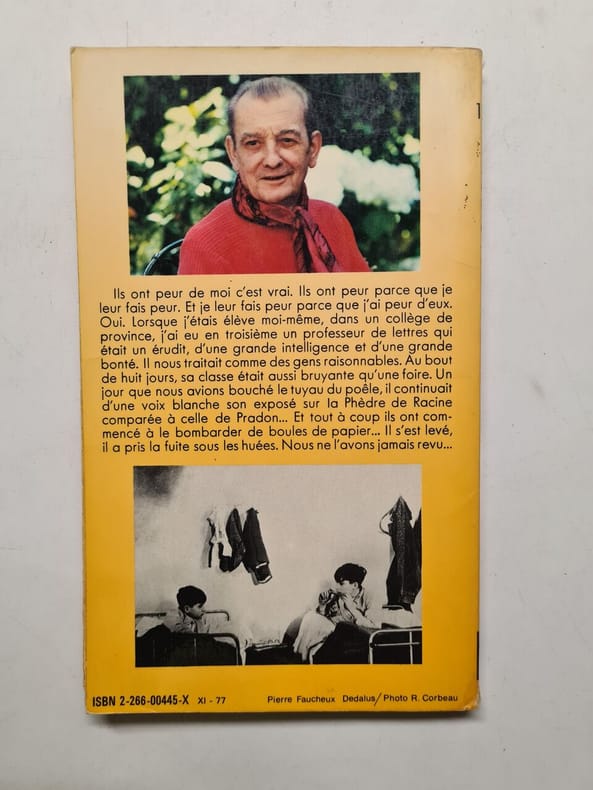 Ils ont peur de moi c'est vrai. Ils ont peur parce que je
leur fais peur. Et je leur fais peur parce que j'ai peur d'eux.
Oui. Lorsque j'étais élève moi-même, dans un collège de
province, j'ai eu en troisième un professeur de lettres qui
était un érudit, d'une grande intelligence et d'une grande
bonté. Il nous traitait comme des gens raisonnables. Au bout
de huit jours, sa classe était aussi bruyante qu'une foire. Un
jour que nous avions bouché le tuyau du poêle, il continuait
d'une voix blanche son exposé sur la Phèdre de Racine
comparée à celle de Pradon... Et tout à coup ils ont com-
mencé à le bombarder de boules de papier... Il s'est levé,
il a pris la fuite sous les huées. Nous ne l'avons jamais revu...
ISBN 2-266-00445-X XI - 77 Pierre Faucheux Dedalus/Photo R. Corbeau